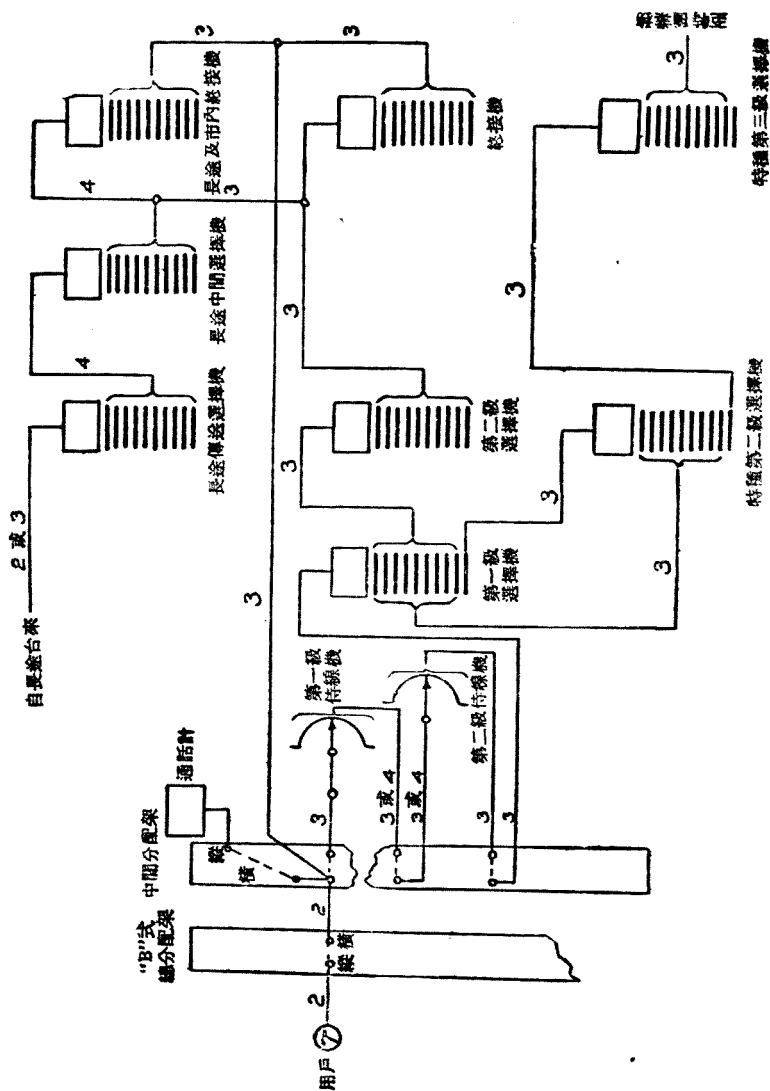 自長途台來
2 或 3
長途傳送選擇機
4
長途中間選擇機
4
長途及市內終接機
3
3
3
3
終接機
3
第二級
選擇機
3
第一級
選擇機
3
3
特種第二級選擇機
3
特種第三級選擇機
3
通話計
中間分配架
縱
橫
"B"式
總分配架
用戶
2
縱
橫
2
3
第一級
侍線機
3 或 4
3 或 4
第二級侍線機
3
3